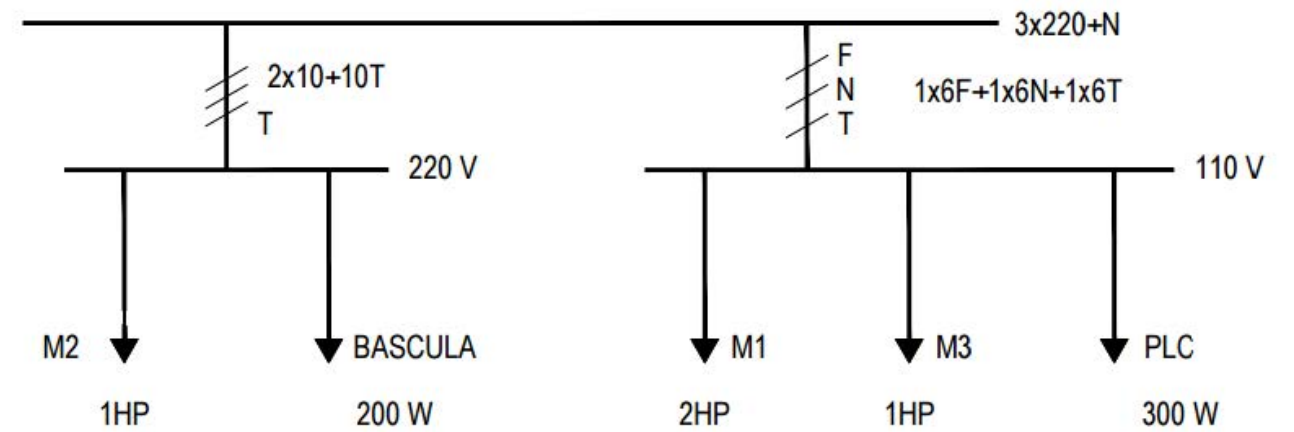 3x220+N
2x10+10T
T
F
N
T
1x6F+1x6N+1x6T
220 V
110 V
M2
BASCULA
M1
M3
PLC
1HP
200 W
2HP
1HP
300 W